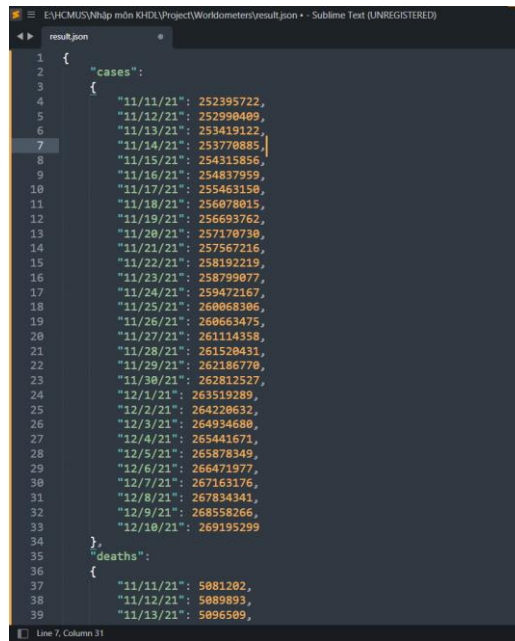 E:\HCMUS\Nhập môn KHDL\Project\Worldometers\result.json • - Sublime Text (UNREGISTERED)
result.json
1 {
2 "cases":
3 {
4 "11/11/21": 252395722,
5 "11/12/21": 252990409,
6 "11/13/21": 253419122,
7 "11/14/21": 253770885,
8 "11/15/21": 254315856,
9 "11/16/21": 254837959,
10 "11/17/21": 255463150,
11 "11/18/21": 256078015,
12 "11/19/21": 256693762,
13 "11/20/21": 257170730,
14 "11/21/21": 257567216,
15 "11/22/21": 258192219,
16 "11/23/21": 258799077,
17 "11/24/21": 259472167,
18 "11/25/21": 260068306,
19 "11/26/21": 260663475,
20 "11/27/21": 261114358,
21 "11/28/21": 261520431,
22 "11/29/21": 262186770,
23 "11/30/21": 262812527,
24 "12/1/21": 263519289,
25 "12/2/21": 264220632,
26 "12/3/21": 264934680,
27 "12/4/21": 265441671,
28 "12/5/21": 265878349,
29 "12/6/21": 266471977,
30 "12/7/21": 267163176,
31 "12/8/21": 267834341,
32 "12/9/21": 268558266,
33 "12/10/21": 269195299
34 },
35 "deaths":
36 {
37 "11/11/21": 5081202,
38 "11/12/21": 5089893,
39 "11/13/21": 5096509,
Line 7, Column 31